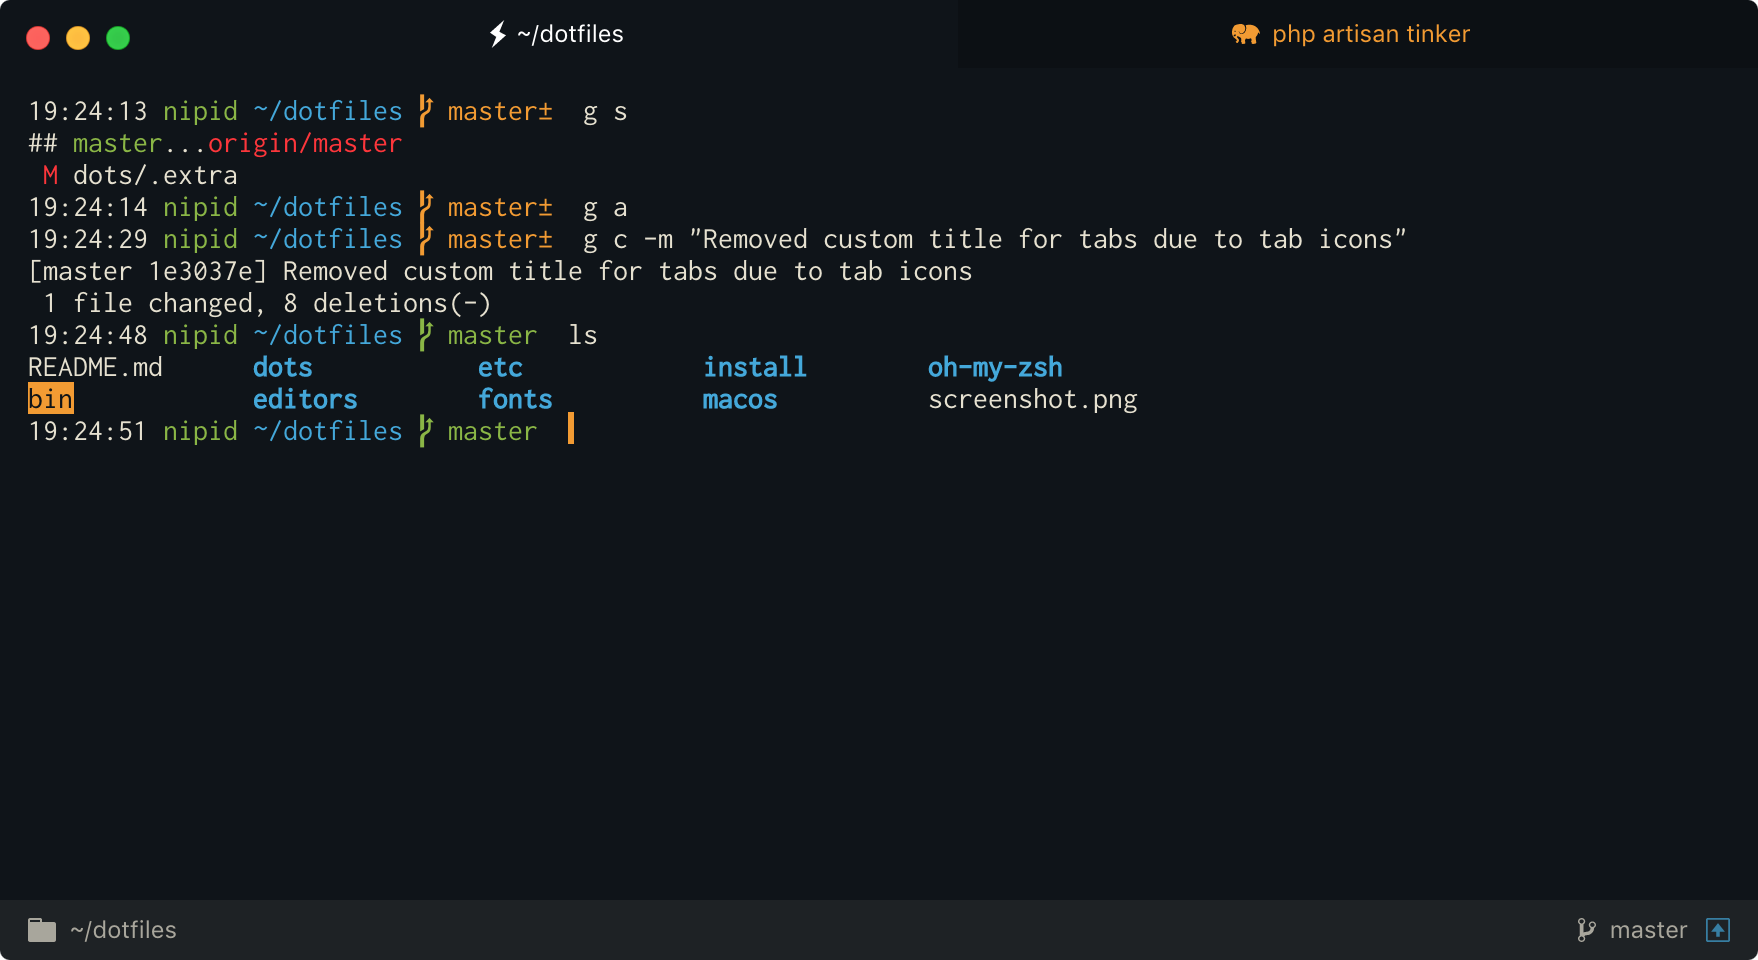 ~/dotfiles php artisan tinker
19:24:13 nipid ~/dotfiles master± g s
## master...origin/master
M dots/.extra
19:24:14 nipid ~/dotfiles master± g a
19:24:29 nipid ~/dotfiles master± g c -m "Removed custom title for tabs due to tab icons"
[master 1e3037e] Removed custom title for tabs due to tab icons
1 file changed, 8 deletions(-)
19:24:48 nipid ~/dotfiles master ls
README.md dots etc install oh-my-zsh
bin editors fonts macos screenshot.png
19:24:51 nipid ~/dotfiles master
~/dotfiles master